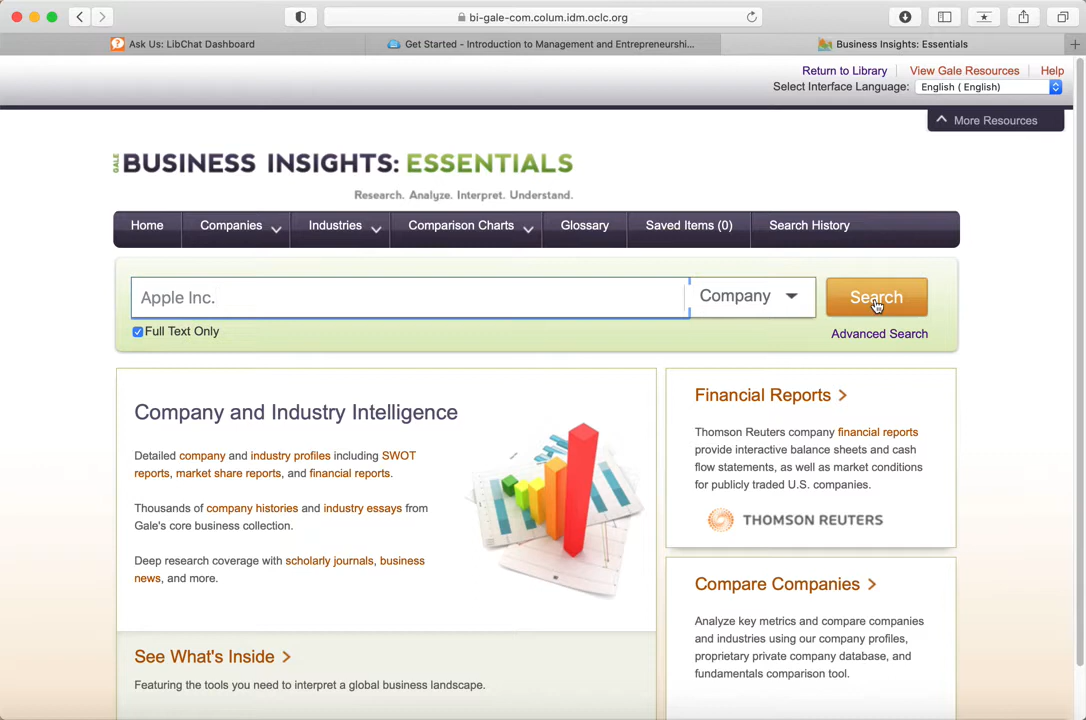 bi-gale-com.colum.idm.oclc.org
Ask Us: LibChat Dashboard
Get Started - Introduction to Management and Entrepreneurshi...
Business Insights: Essentials
Return to Library
View Gale Resources
Help
Select Interface Language:
English ( English)
More Resources
GALE
BUSINESS INSIGHTS: ESSENTIALS
Research. Analyze. Interpret. Understand.
Home
Companies
Industries
Comparison Charts
Glossary
Saved Items (0)
Search History
Apple Inc.
Company
Search
Full Text Only
Advanced Search
Company and Industry Intelligence
Detailed company and industry profiles including SWOT
reports, market share reports, and financial reports.
Thousands of company histories and industry essays from
Gale's core business collection.
Deep research coverage with scholarly journals, business
news, and more.
See What's Inside
Featuring the tools you need to interpret a global business landscape.
Financial Reports
Thomson Reuters company financial reports
provide interactive balance sheets and cash
flow statements, as well as market conditions
for publicly traded U.S. companies.
THOMSON REUTERS
Compare Companies
Analyze key metrics and compare companies
and industries using our company profiles,
proprietary private company database, and
fundamentals comparison tool.